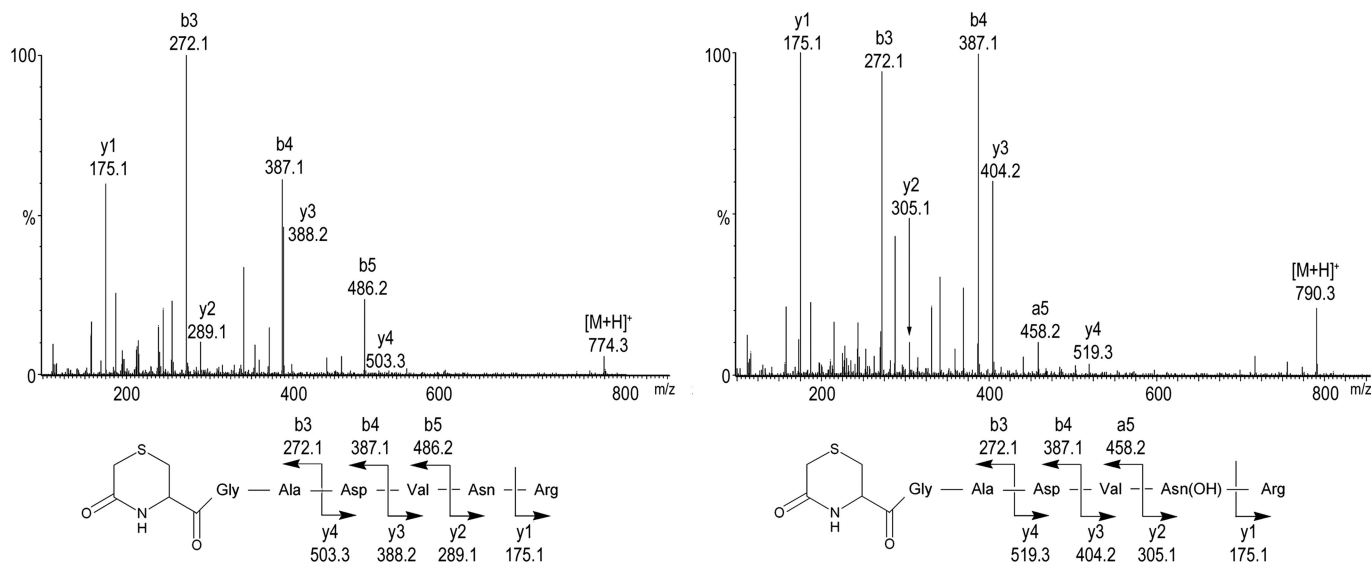 b3
272.1
100
b4
387.1
y1
175.1
y3
388.2
%
b5
486.2
y2
289.1
y4
503.3
[M+H]+
774.3
0
200
400
600
800
m/z
b3
272.1
b4
387.1
b5
486.2
S
O
N
H
O
Gly
Ala
Asp
Val
Asn
Arg
y4
503.3
y3
388.2
y2
289.1
y1
175.1
y1
175.1
b4
387.1
b3
272.1
100
y3
404.2
y2
305.1
%
[M+H]+
790.3
a5
458.2
y4
519.3
0
200
400
600
800
m/z
b3
272.1
b4
387.1
a5
458.2
S
O
N
H
O
Gly
Ala
Asp
Val
Asn(OH)
Arg
y4
519.3
y3
404.2
y2
305.1
y1
175.1